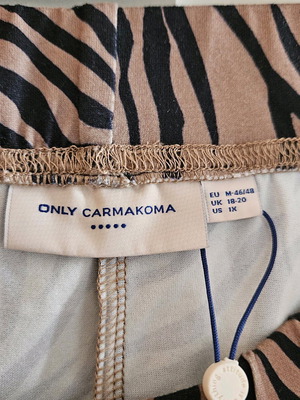 ONLY CARMAKOMA
EU M-46/48
UK 18-20
US 1X